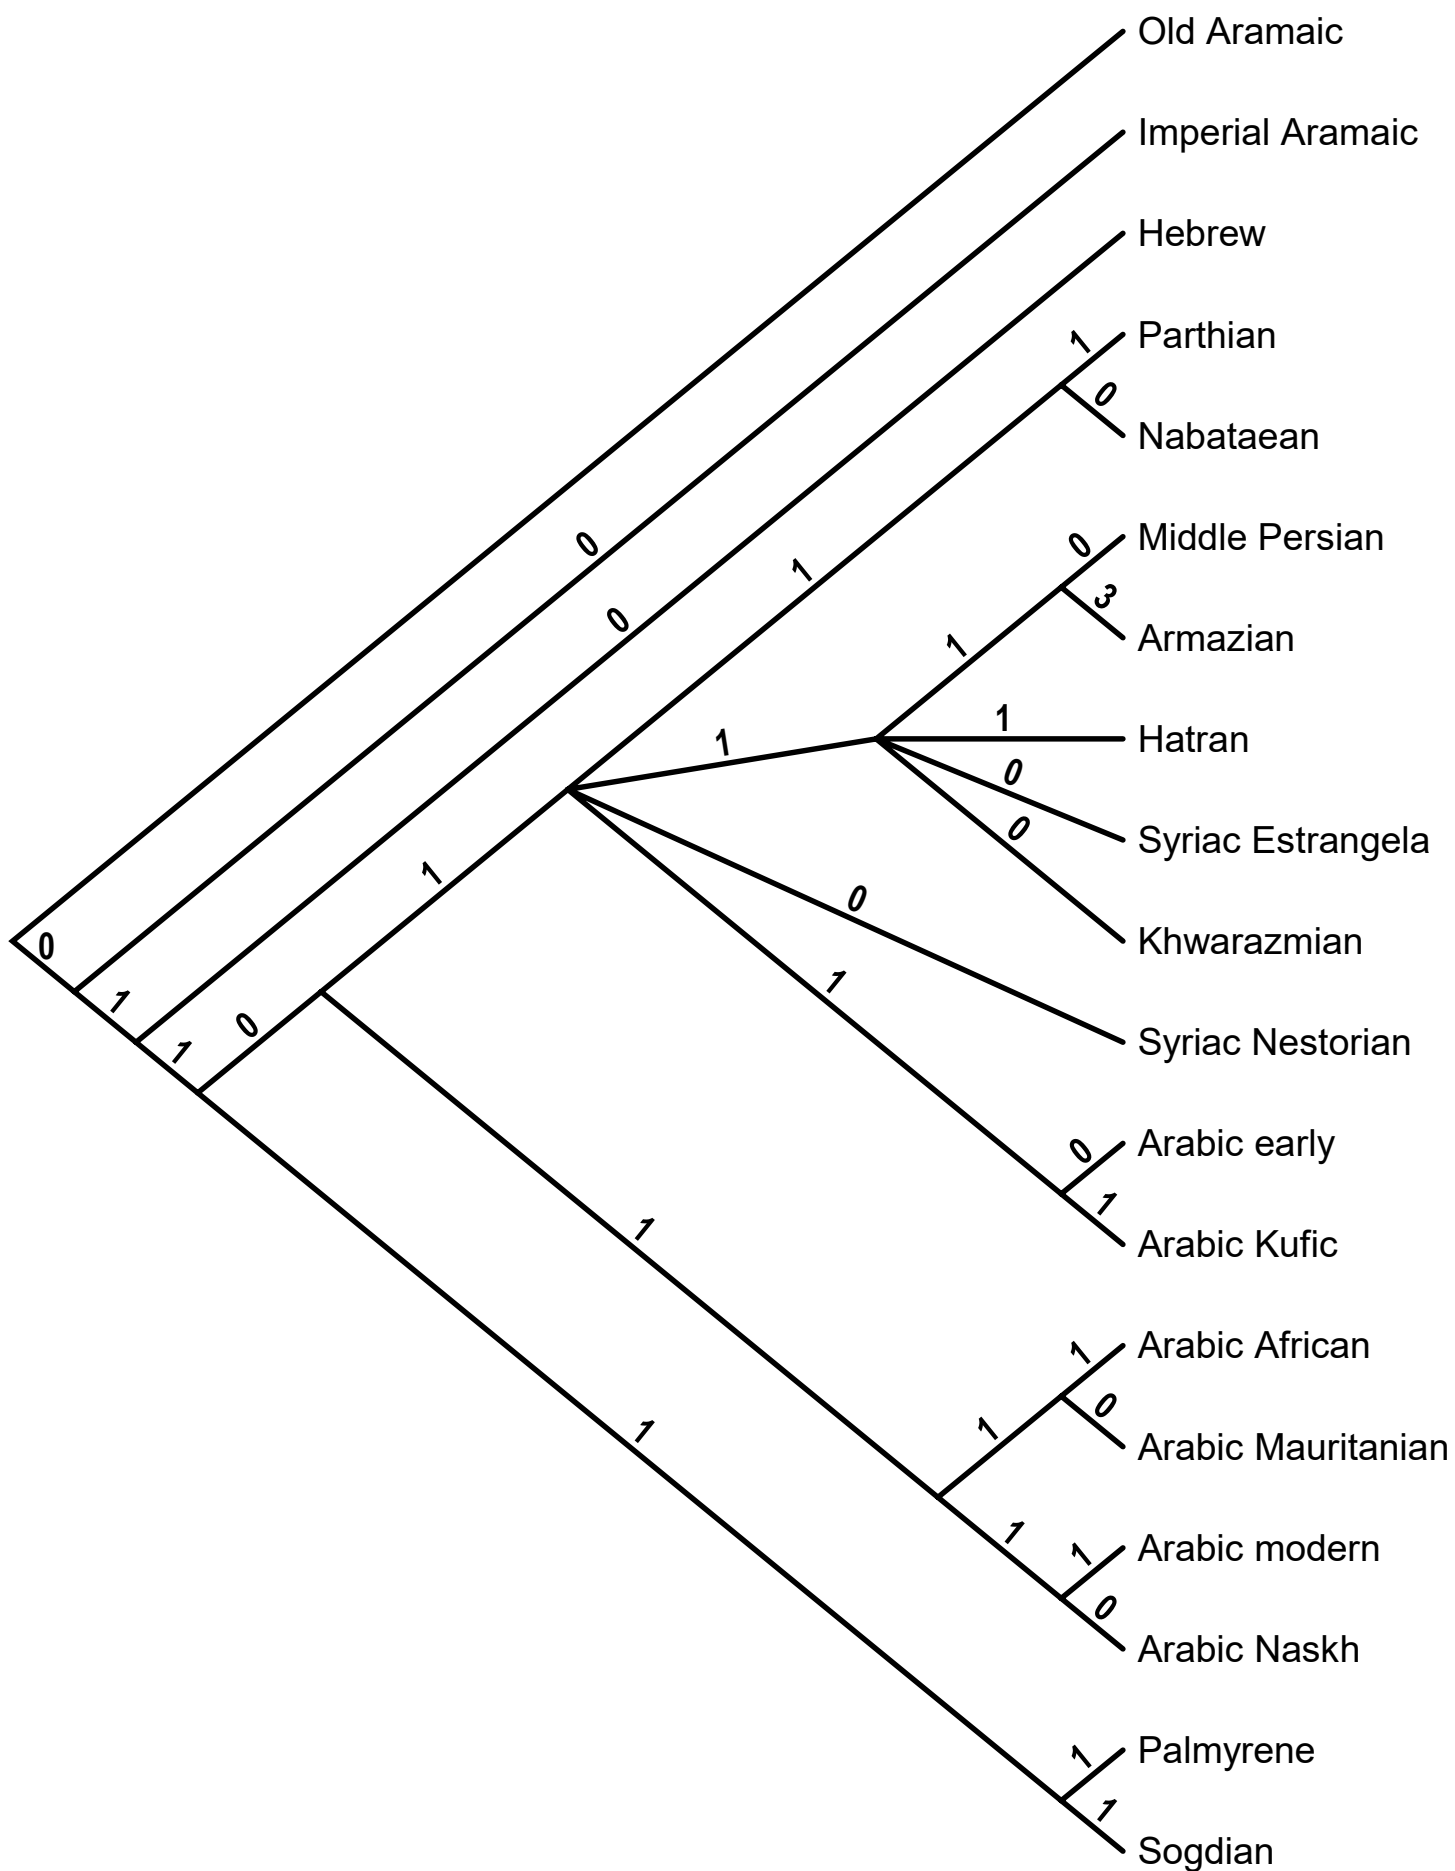 Old Aramaic
Imperial Aramaic
Hebrew
1 Parthian
0 Nabataean
0 Middle Persian
0
1
3
0
Armazian
1
1 Hatran
1
0
Syriac Estrangela
0
1
0
Khwarazmian
0
1
1
0
Syriac Nestorian
1
0 Arabic early
1
1
Arabic Kufic
1 Arabic African
0
1
1
Arabic Mauritanian
1
1 Arabic modern
0
Arabic Naskh
1 Palmyrene
1
Sogdian